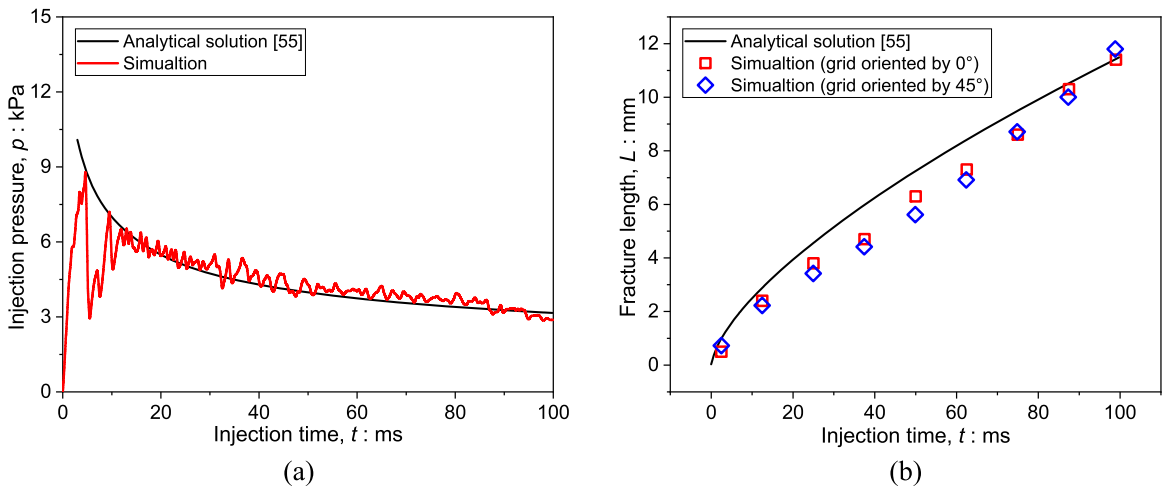 15
12
9
6
3
0
Injection pressure, p : kPa
Analytical solution [55]
Simualtion
0 20 40 60 80 100
Injection time, t : ms
(a)
12
10
8
6
4
2
0
Fracture length, L : mm
Analytical solution [55]
Simualtion (grid oriented by 0°)
Simualtion (grid oriented by 45°)
0 20 40 60 80 100
Injection time, t : ms
(b)